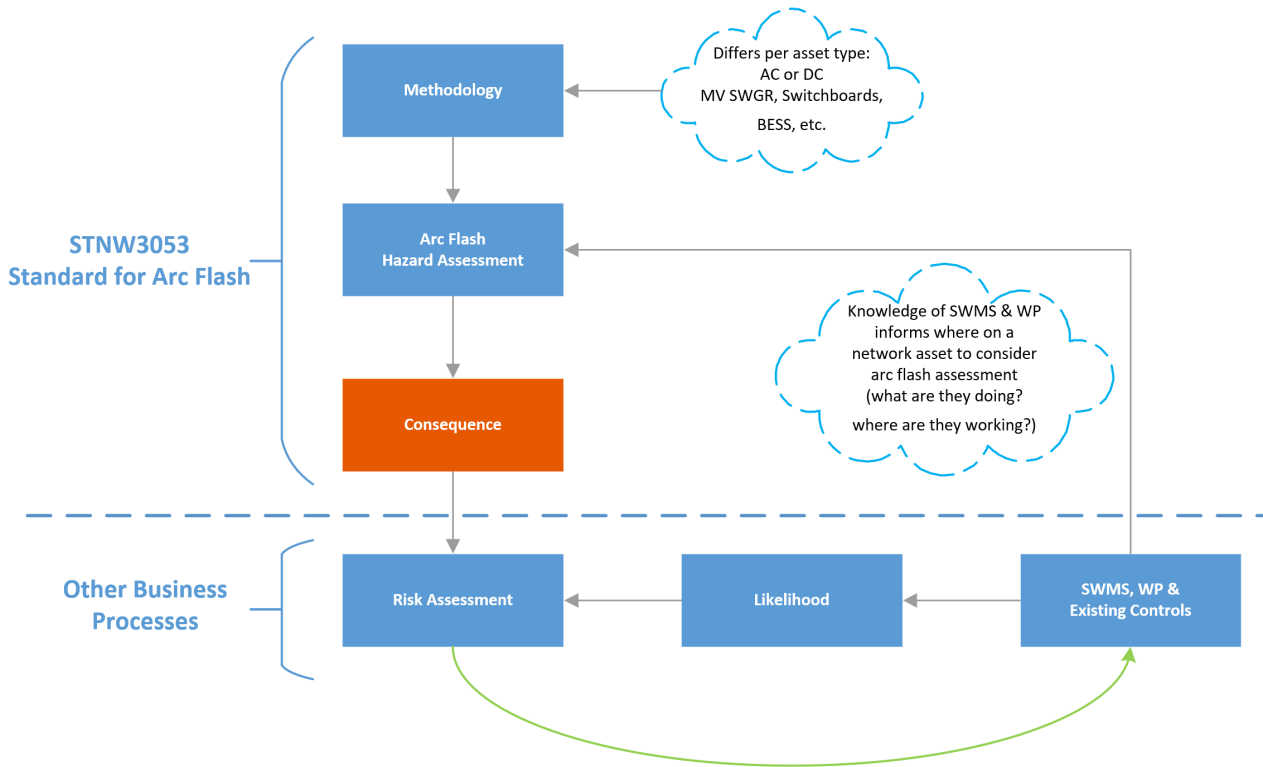 Differs per asset type:
AC or DC
MV SWGR, Switchboards,
BESS, etc.
Methodology
STNW3053
Standard for Arc Flash
Arc Flash
Hazard Assessment
Knowledge of SWMS & WP
informs where on a
network asset to consider
arc flash assessment
(what are they doing?
where are they working?)
Consequence
Other Business
Processes
Risk Assessment
Likelihood
SWMS, WP &
Existing Controls